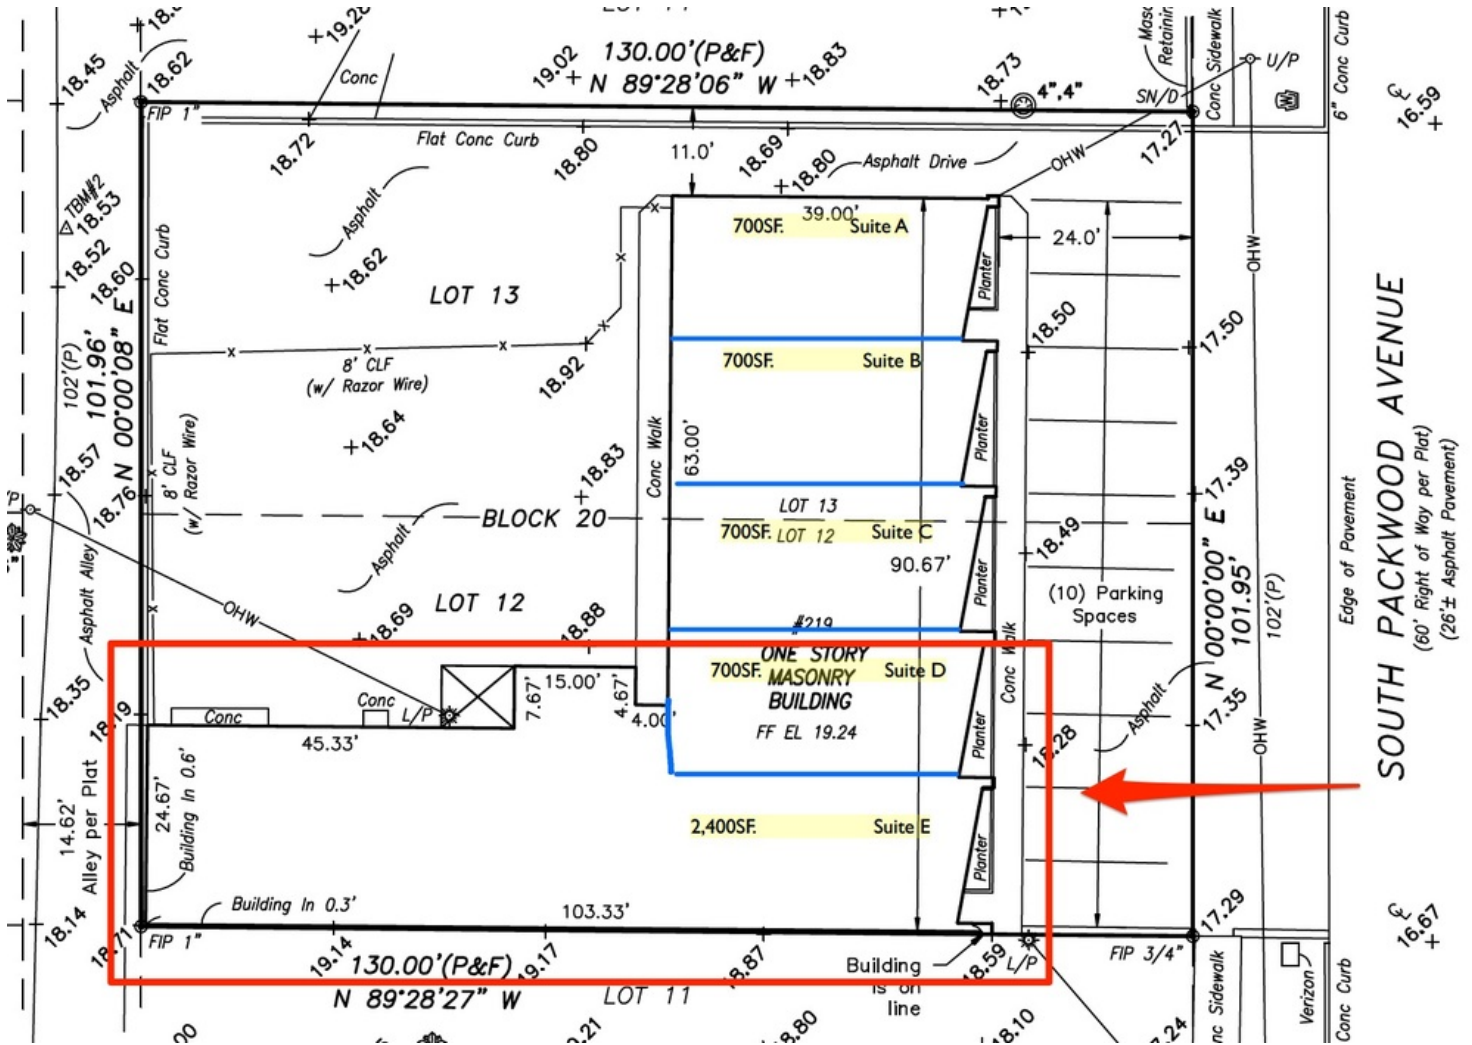 19.28
18.45
Asphalt
18.62
Conc
130.00'(P&F)
N 89°28'06" W
19.02
18.83
18.73
4",4"
SN/D
Conc Sidewalk
U/P
6" Conc Curb
16.59
FIP 1"
Flat Conc Curb
18.72
18.80
11.0'
18.69
18.80
Asphalt Drive
OHW
17.27
TBM#2
18.53
18.52
18.60
Flat Conc Curb
Asphalt
18.62
39.00'
700SF. Suite A
Planter
24.0'
OHW
LOT 13
18.50
17.50
102'(P)
101.96'
N 00°00'08" E
8' CLF
(w/ Razor Wire)
18.92
700SF. Suite B
18.64
63.00'
Conc Walk
Planter
18.57
18.76
8' CLF
(w/ Razor Wire)
18.83
17.39
BLOCK 20
LOT 13
700SF. LOT 12 Suite C
90.67'
Planter
18.49
Asphalt
Asphalt Alley
OHW
LOT 12
(10) Parking
Spaces
N 00°00'00" E
101.95'
102'(P)
Edge of Pavement
SOUTH PACKWOOD AVENUE
(60' Right of Way per Plat)
(26'± Asphalt Pavement)
18.69
18.88
#219
ONE STORY
700SF. MASONRY Suite D
BUILDING
FF EL 19.24
Conc Walk
Planter
18.35
18.19
Conc
Conc
L/P
7.67'
15.00'
4.67'
4.00'
45.33'
18.28
Asphalt
17.35
OHW
14.62'
Alley per Plat
24.67'
Building In 0.6'
2,400SF. Suite E
Planter
18.14
18.71
FIP 1"
Building In 0.3'
103.33'
17.29
16.67
19.14
130.00'(P&F)
19.17
18.87
N 89°28'27" W
LOT 11
Building
is on
line
18.59
L/P
FIP 3/4"
Verizon
Conc Curb
18.80
18.10